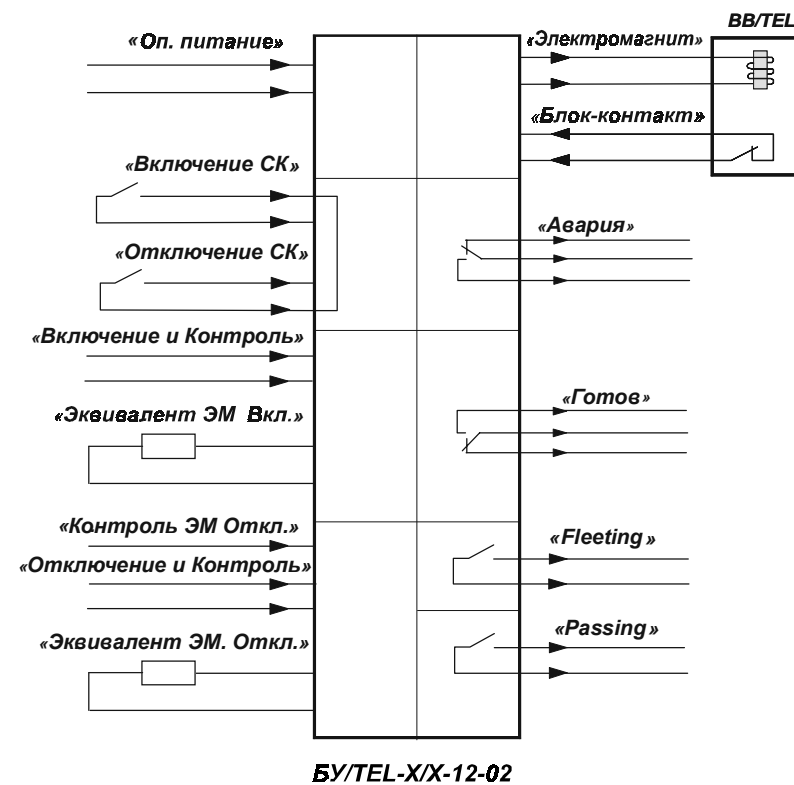 BB/TEL
«Оп. питание»
«Электромагнит»
«Блок-контакт»
«Включение СК»
«Авария»
«Отключение СК»
«Включение и Контроль»
«Готов»
«Эквивалент ЭМ Вкл.»
«Контроль ЭМ Откл.»
«Fleeting»
«Отключение и Контроль»
«Passing»
«Эквивалент ЭМ. Откл.»
БУ/TEL-X/X-12-02